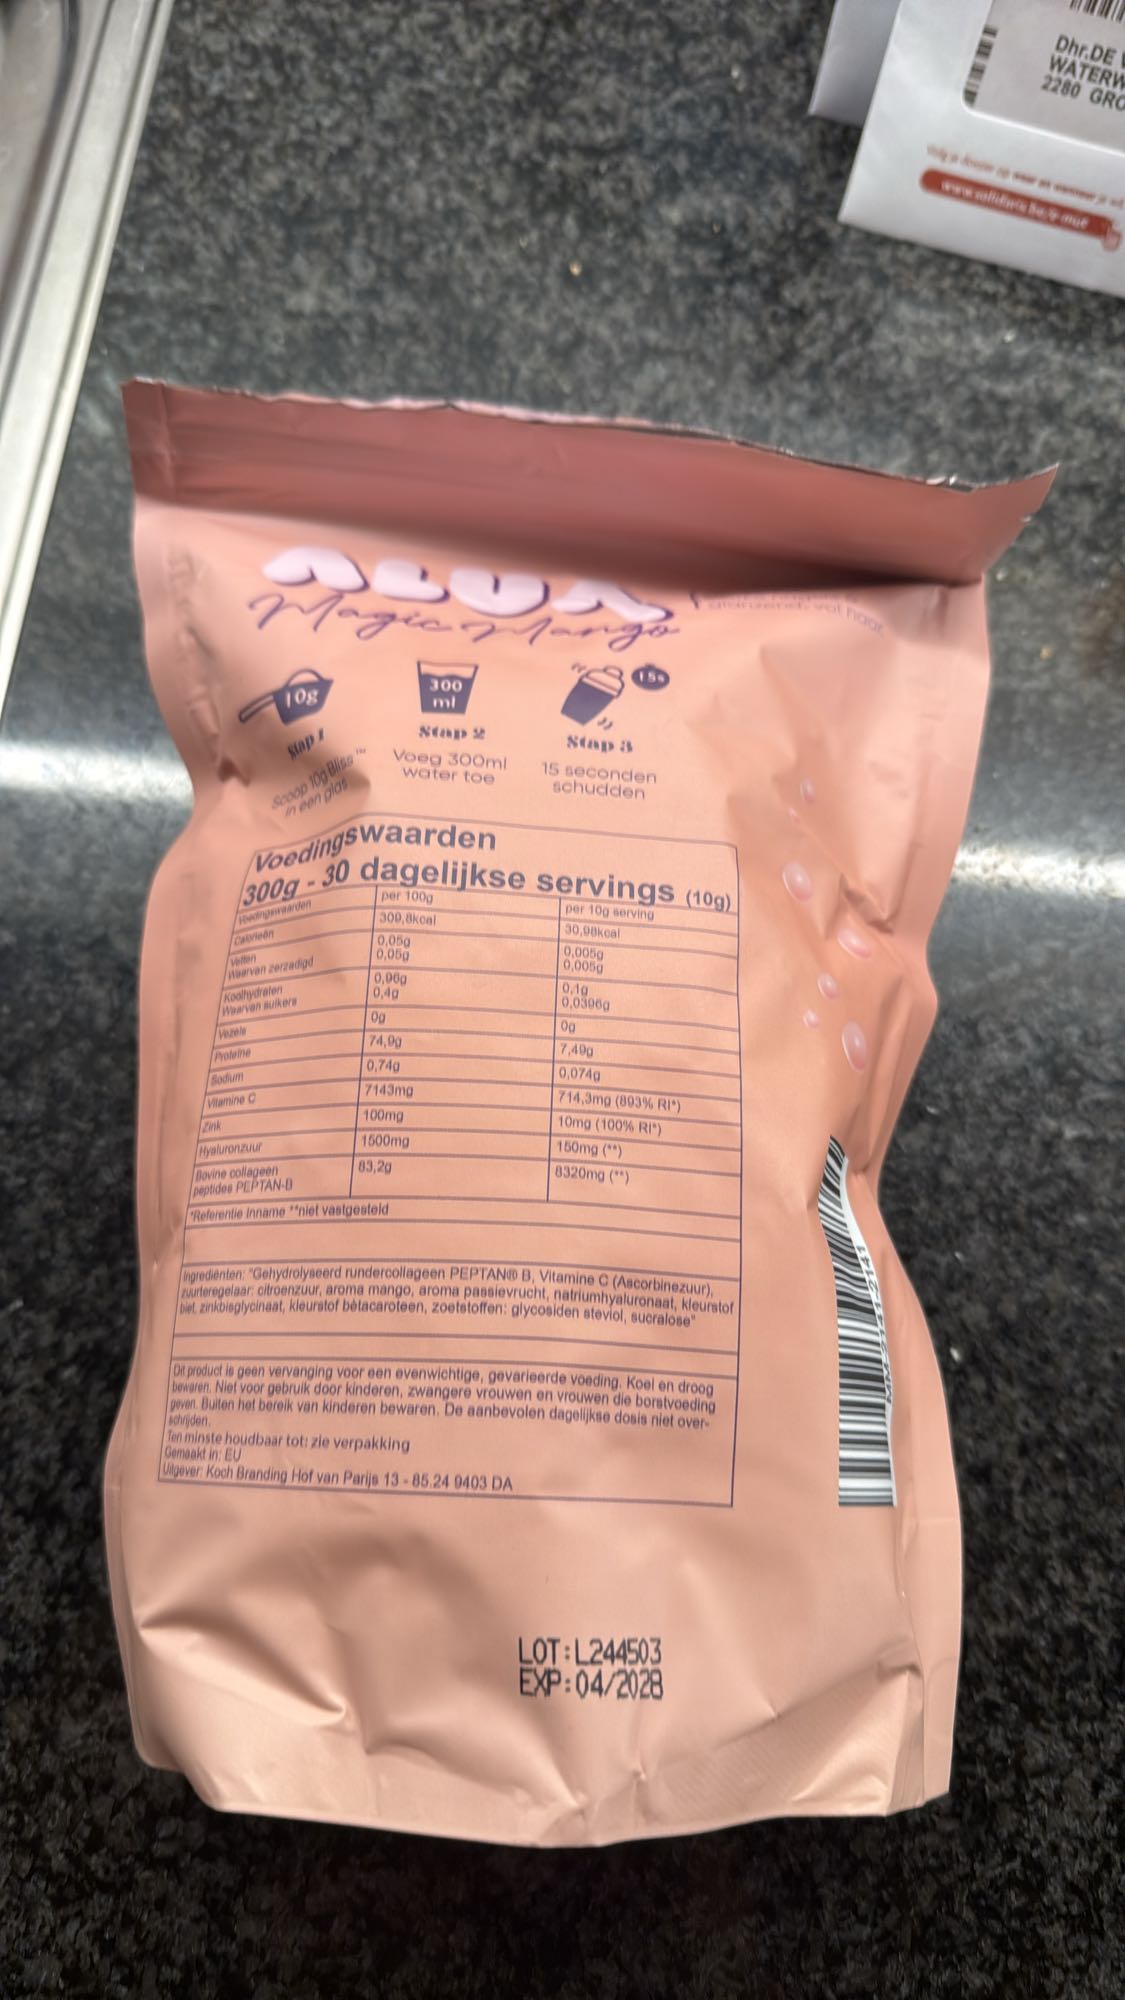 Dhr.DE
WATERW
2280 GRO
Magic Mango
glanzend, vol haar
10g
300
ml
15s
Stap 1
Stap 2
Stap 3
Scoop 10g Bliss™
in een glas
Voeg 300ml
water toe
15 seconden
schudden
Voedingswaarden
300g - 30 dagelijkse servings (10g)
Voedingswaarden per 100g per 10g serving
Calorieën 309,8kcal 30,98kcal
Vetten 0,05g 0,005g
Waarvan zerzadigd 0,05g 0,005g
Koolhydraten 0,96g 0,1g
Waarvan suikers 0,4g 0,0396g
Vezels 0g 0g
Proteïne 74,9g 7,49g
Sodium 0,74g 0,074g
Vitamine C 7143mg 714,3mg (893% RI*)
Zink 100mg 10mg (100% RI*)
Hyaluronzuur 1500mg 150mg (**)
Bovine collageen
peptides PEPTAN-B 83,2g 8320mg (**)
*Referentie Inname **niet vastgesteld
Ingrediënten: "Gehydrolyseerd rundercollageen PEPTAN® B, Vitamine C (Ascorbinezuur),
zuurteregelaar: citroenzuur, aroma mango, aroma passievrucht, natriumhyaluronaat, kleurstof
biet, zinkbisglycinaat, kleurstof bètacaroteen, zoetstoffen: glycosiden steviol, sucralose"
Dit product is geen vervanging voor een evenwichtige, gevarieerde voeding. Koel en droog
bewaren. Niet voor gebruik door kinderen, zwangere vrouwen en vrouwen die borstvoeding
geven. Buiten het bereik van kinderen bewaren. De aanbevolen dagelijkse dosis niet over-
schrijden.
Ten minste houdbaar tot: zie verpakking
Gemaakt in: EU
Uitgever: Koch Branding Hof van Parijs 13 - 85.24 9403 DA
LOT:L244503
EXP:04/2028